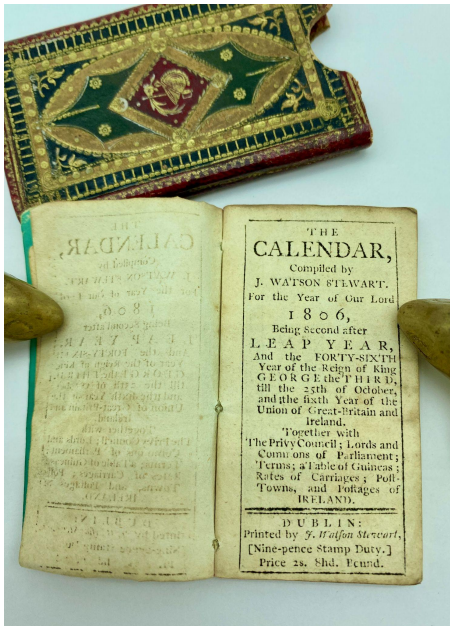 THE
CALENDAR,
Compiled by
J. WATSON STEWART.
For the Year of Our Lord
1806,
Being Second after
LEAP YEAR,
And the FORTY-SIXTH
Year of the Reign of King
GEORGE the THIRD,
till the 25th of October,
and the sixth Year of the
Union of Great-Britain and
Ireland.
Together with
The Privy Council; Lords and
Commons of Parliament;
Terms; a Table of Guineas;
Rates of Carriages; Post-
Towns, and Postages of
IRELAND.
DUBLIN:
Printed by J. Watson Stewart,
[Nine-pence Stamp Duty.]
Price 2s. 8hd. Bound.